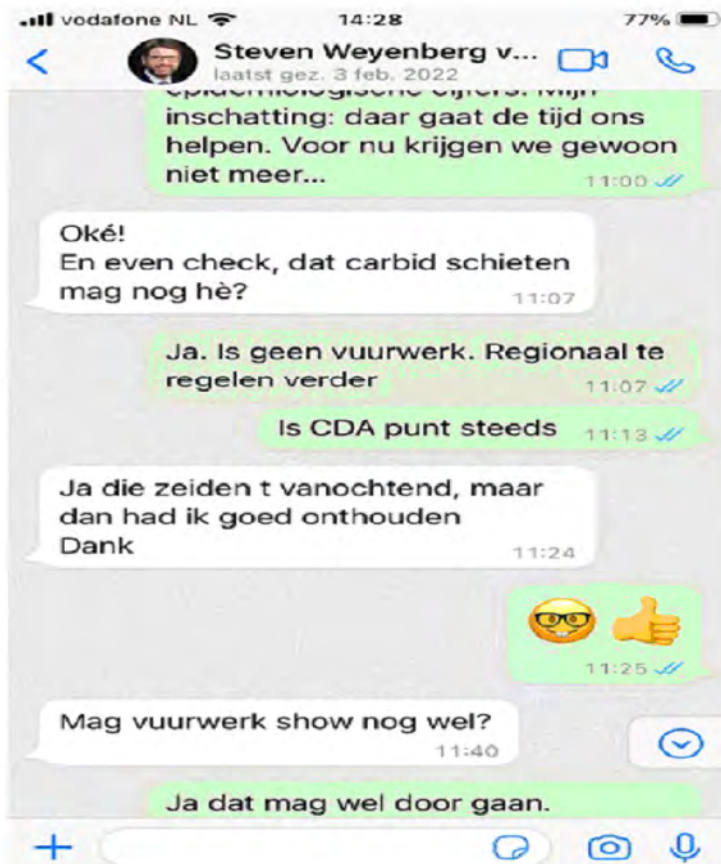 vodafone NL 14:28 77%
Steven Weyenberg v...
laatst gez. 3 feb. 2022
epidemiologische cijfers. Mijn
inschatting: daar gaat de tijd ons
helpen. Voor nu krijgen we gewoon
niet meer... 11:00
Oké!
En even check, dat carbid schieten
mag nog hè? 11:07
Ja. Is geen vuurwerk. Regionaal te
regelen verder 11:07
Is CDA punt steeds 11:13
Ja die zeiden t vanochtend, maar
dan had ik goed onthouden
Dank 11:24
11:25
Mag vuurwerk show nog wel?
11:40
Ja dat mag wel door gaan.